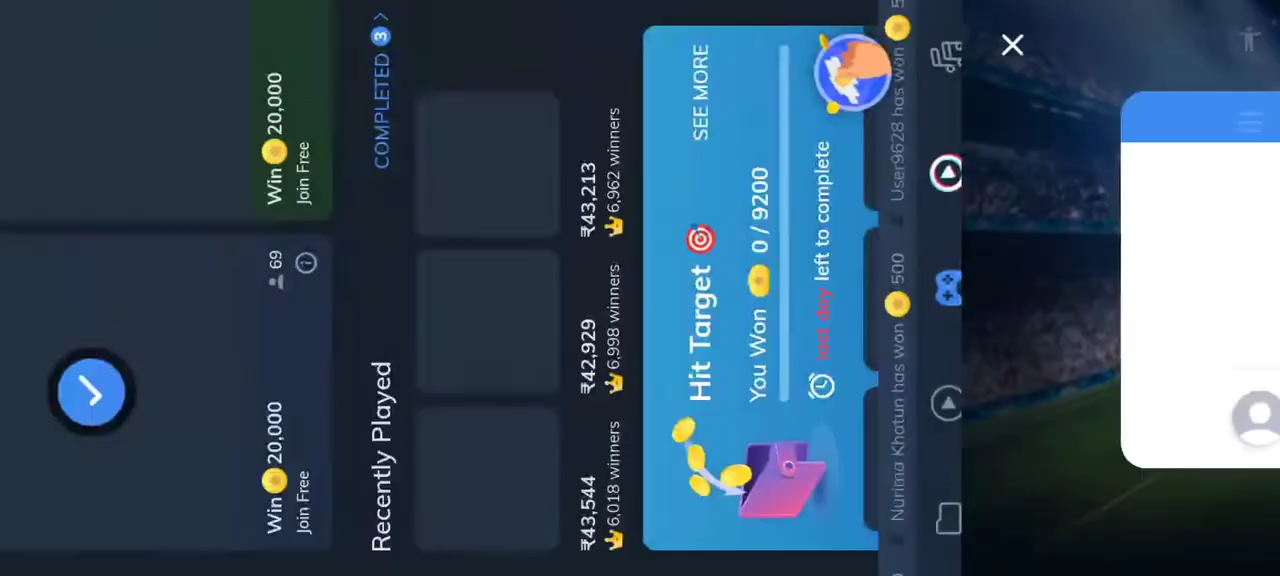 Win 20,000
Join Free
69
Win 20,000
Join Free
Recently Played
COMPLETED 3 >
₹43,544
6,018 winners
₹42,929
6,998 winners
₹43,213
6,962 winners
Hit Target
SEE MORE
You Won 0 / 9200
last day left to complete
Nurima Khatun has won 500
User9628 has won